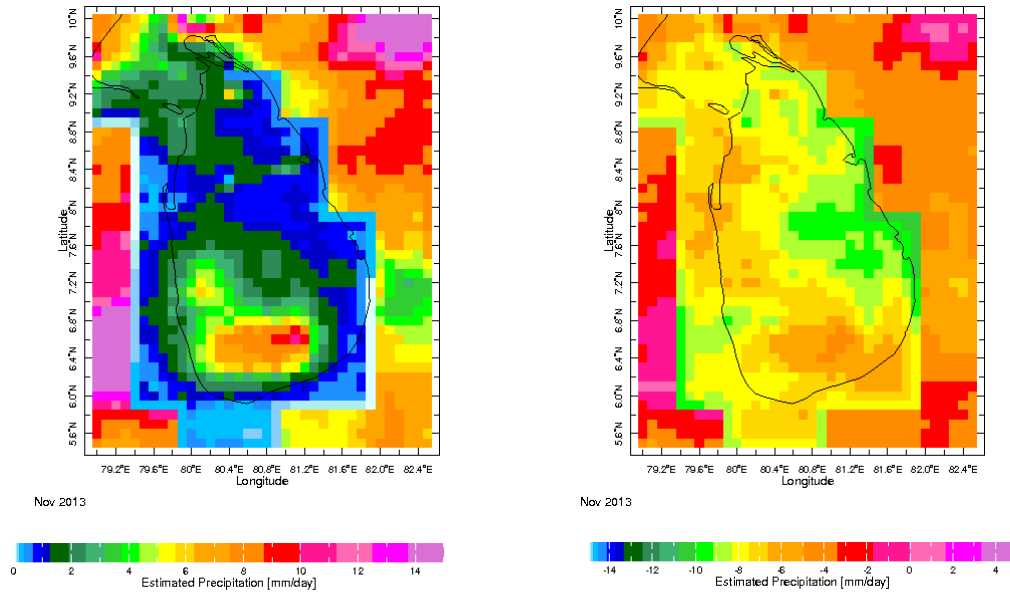 10°N
9.6°N
9.2°N
8.8°N
8.4°N
8°N
7.6°N
7.2°N
6.8°N
6.4°N
6.0°N
5.6°N
Latitude
79.2°E 79.6°E 80°E 80.4°E 80.8°E 81.2°E 81.6°E 82.0°E 82.4°E
Longitude
Nov 2013
0 2 4 6 8 10 12 14
Estimated Precipitation [mm/day]
10°N
9.6°N
9.2°N
8.8°N
8.4°N
8°N
7.6°N
7.2°N
6.8°N
6.4°N
6.0°N
5.6°N
Latitude
79.2°E 79.6°E 80°E 80.4°E 80.8°E 81.2°E 81.6°E 82.0°E 82.4°E
Longitude
Nov 2013
-14 -12 -10 -8 -6 -4 -2 0 2 4
Estimated Precipitation [mm/day]